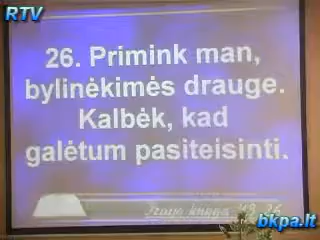 RTV
26. Primink man,
bylinėkimės drauge.
Kalbėk, kad
galėtum pasiteisinti.
bkpa.lt